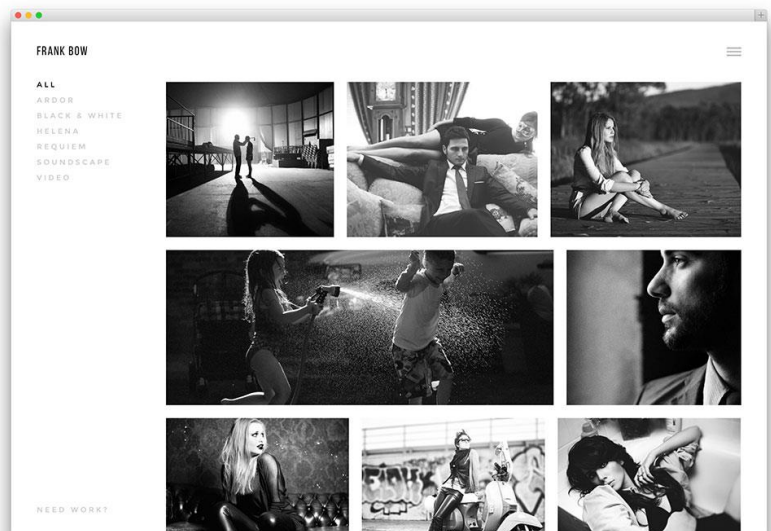 FRANK BOW
ALL
ARDOR
BLACK & WHITE
HELENA
REQUIEM
SOUNDSCAPE
VIDEO
NEED WORK?